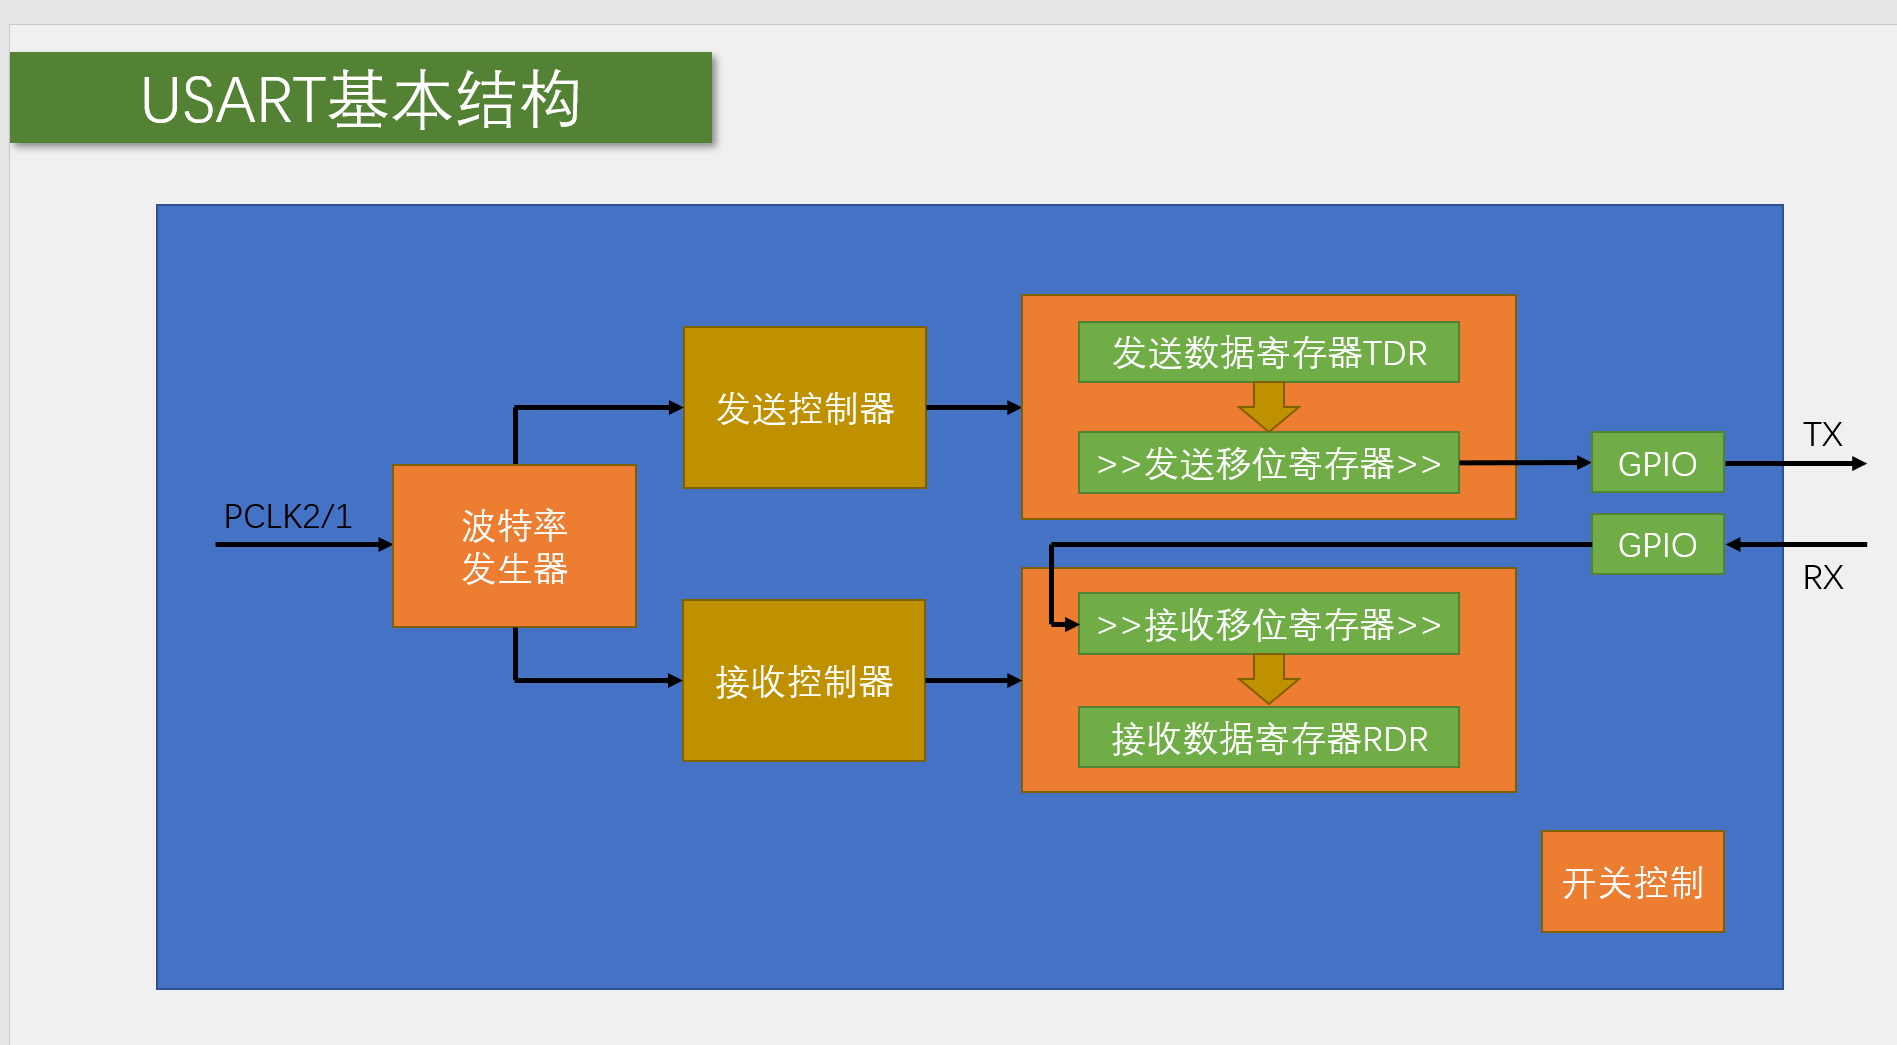 USART基本结构
发送数据寄存器TDR
发送控制器
>>发送移位寄存器>>
TX
GPIO
PCLK2/1
波特率
发生器
GPIO
RX
>>接收移位寄存器>>
接收控制器
接收数据寄存器RDR
开关控制